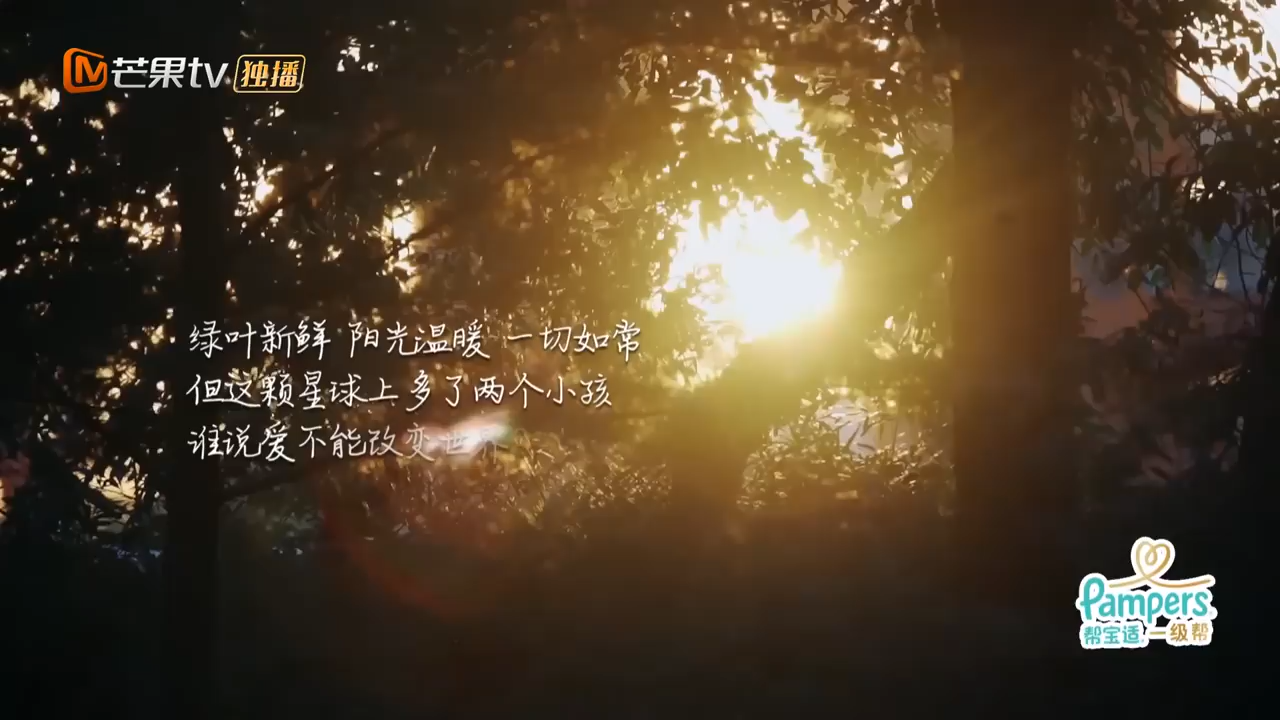 芒果tv 独播
绿叶新鲜 阳光温暖 一切如常
但这颗星球上多了两个小孩
谁说爱不能改变世界
Pampers
帮宝适 一级帮